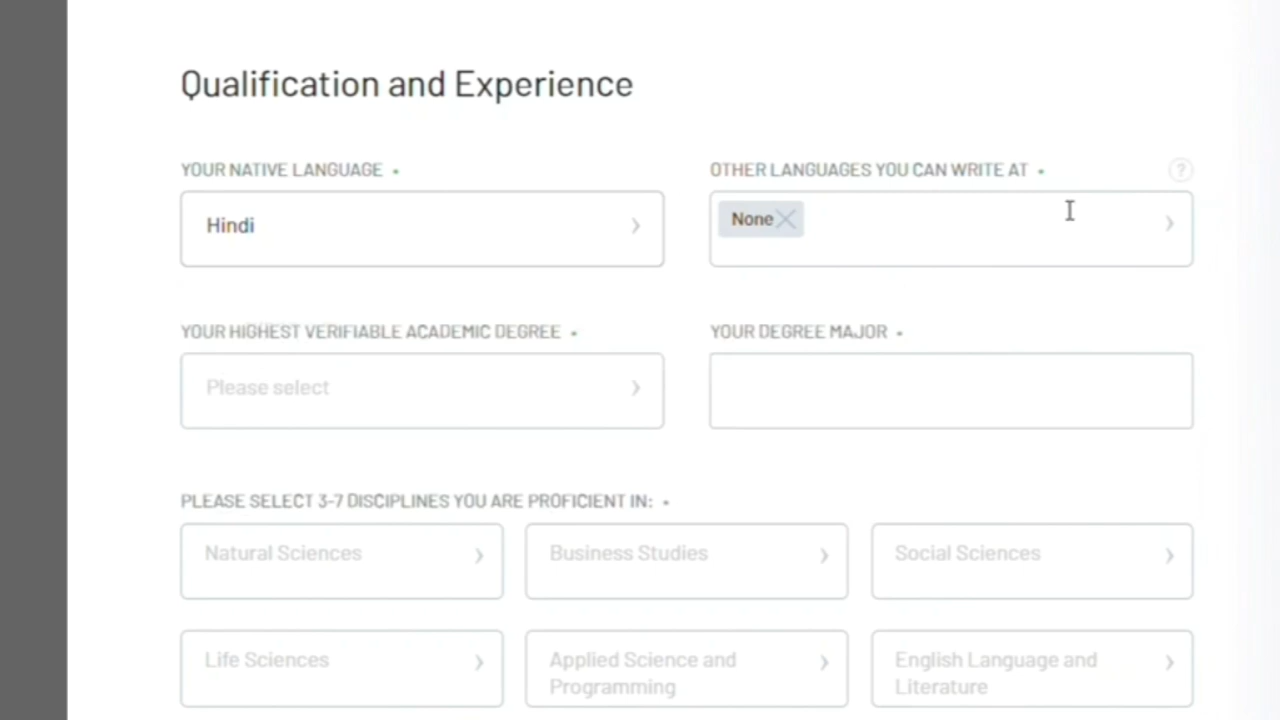 Qualification and Experience
YOUR NATIVE LANGUAGE •
OTHER LANGUAGES YOU CAN WRITE AT •
?
Hindi
None
YOUR HIGHEST VERIFIABLE ACADEMIC DEGREE •
YOUR DEGREE MAJOR •
Please select
PLEASE SELECT 3-7 DISCIPLINES YOU ARE PROFICIENT IN: •
Natural Sciences
Business Studies
Social Sciences
Life Sciences
Applied Science and
Programming
English Language and
Literature